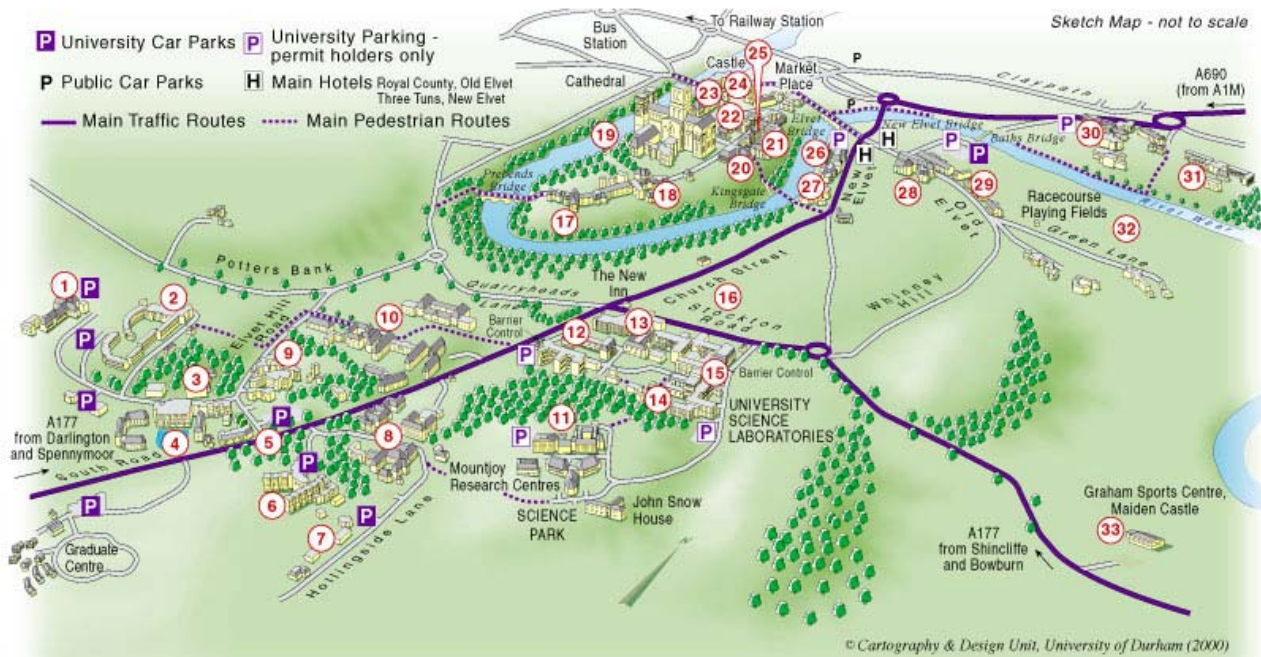 P University Car Parks
P University Parking -
permit holders only
P Public Car Parks
H Main Hotels Royal County, Old Elvet
Three Tuns, New Elvet
Main Traffic Routes
Main Pedestrian Routes
Sketch Map - not to scale
To Railway Station
Bus
Station
Cathedral
Castle
25
24
23
22
21
20
19
18
17
Market
Place
P
P
Claypath
A690
(from A1M)
Elvet
Bridge
New Elvet Bridge
Baths Bridge
P
H
H
P
P
P
26
27
28
29
30
31
32
Prebends
Bridge
Kingsgate
Bridge
New
Elvet
Old
Elvet
Racecourse
Playing Fields
River Wear
Green Lane
Whinney
Hill
Church Street
Stockton
Road
16
The New
Inn
Quarryheads
Lane
Potters Bank
Elvet Hill
Road
Barrier
Control
1
P
P
P
2
3
4
5
P
6
P
7
P
8
9
10
11
P
12
P
13
14
15
P
Barrier Control
UNIVERSITY
SCIENCE
LABORATORIES
A177
from Darlington
and Spennymoor
South Road
P
Graduate
Centre
Hollingside Lane
Mountjoy
Research Centres
SCIENCE
PARK
John Snow
House
A177
from Shincliffe
and Bowburn
Graham Sports Centre,
Maiden Castle
33
© Cartography & Design Unit, University of Durham (2000)